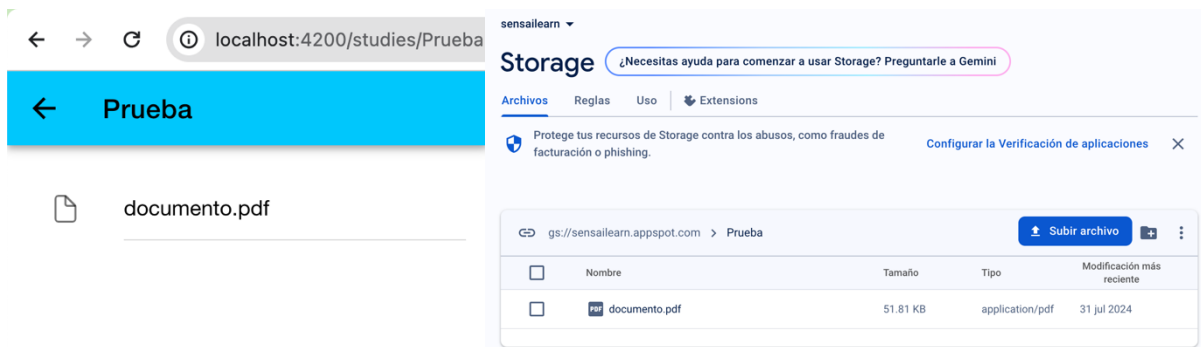 localhost:4200/studies/Prueba
Prueba
documento.pdf
sensailearn
Storage
¿Necesitas ayuda para comenzar a usar Storage? Preguntarle a Gemini
Archivos Reglas Uso Extensions
Protege tus recursos de Storage contra los abusos, como fraudes de
facturación o phishing.
Configurar la Verificación de aplicaciones
gs://sensailearn.appspot.com > Prueba
Subir archivo
Nombre Tamaño Tipo Modificación más
reciente
PDF documento.pdf 51.81 KB application/pdf 31 jul 2024